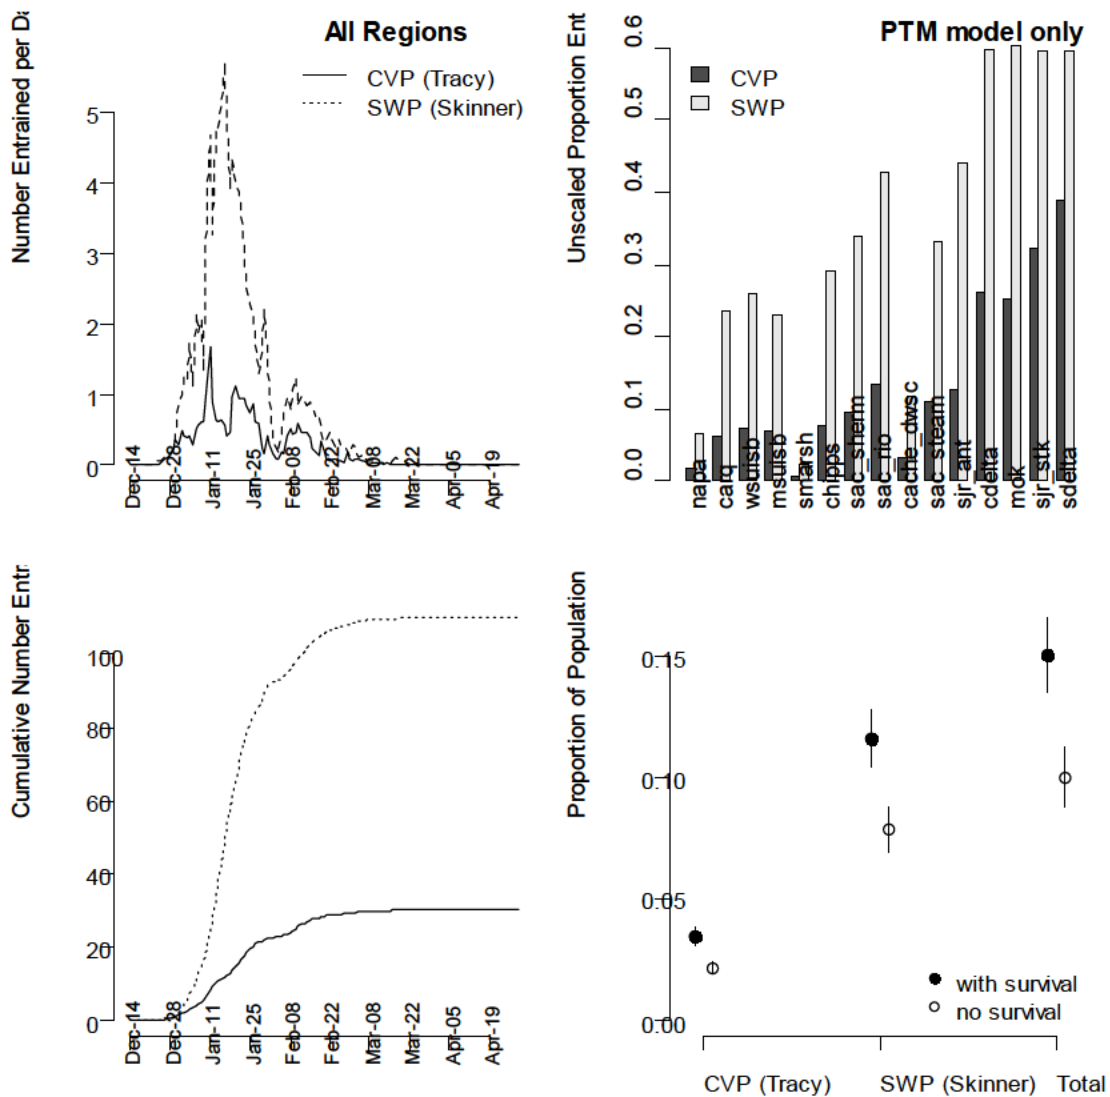 Number Entrained per Da
All Regions
CVP (Tracy)
SWP (Skinner)
5
4
3
2
1
0
Dec-14
Dec-28
Jan-11
Jan-25
Feb-08
Feb-22
Mar-08
Mar-22
Apr-05
Apr-19
Unscaled Proportion Ent
PTM model only
CVP
SWP
0.6
0.5
0.4
0.3
0.2
0.1
0.0
napa
carq
wsuisb
msuisb
smarsh
chipps
sac_sherm
sac_rio
cache_dwsc
sac_steam
sjr_ant
cdelta
mok
sjr_stk
sdelta
Cumulative Number Entr
100
80
60
40
20
0
Dec-14
Dec-28
Jan-11
Jan-25
Feb-08
Feb-22
Mar-08
Mar-22
Apr-05
Apr-19
Proportion of Population
0.15
0.10
0.05
0.00
with survival
no survival
CVP (Tracy)
SWP (Skinner)
Total